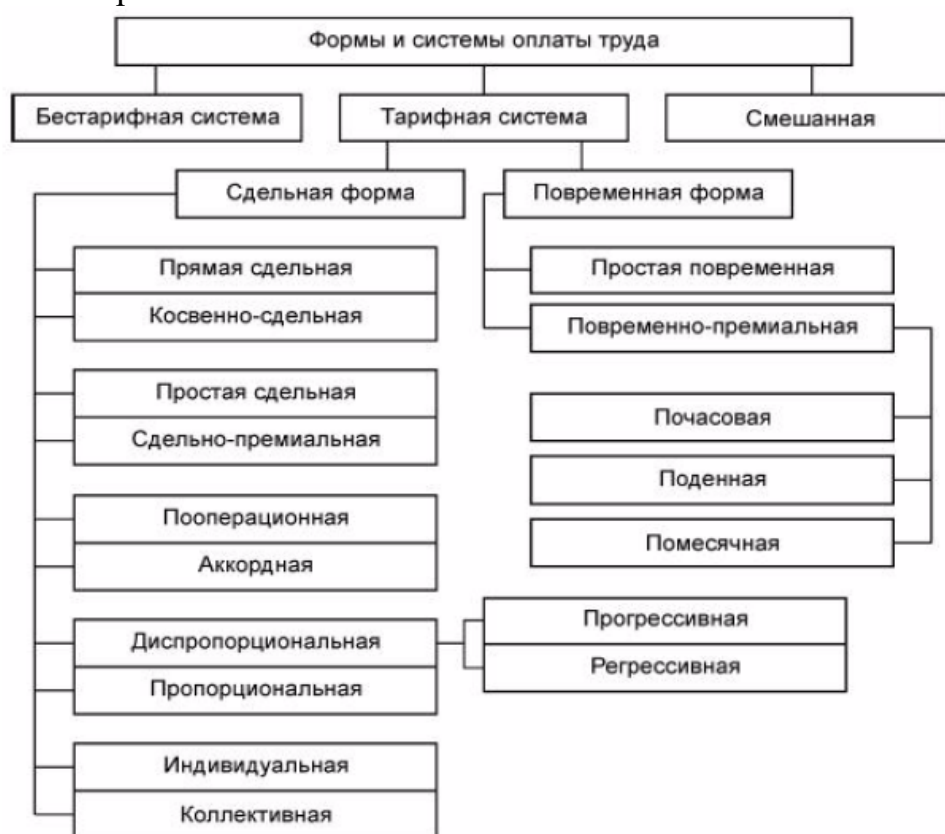 Формы и системы оплаты труда
Бестарифная система
Тарифная система
Смешанная
Сдельная форма
Повременная форма
Прямая сдельная
Косвенно-сдельная
Простая сдельная
Сдельно-премиальная
Пооперационная
Аккордная
Диспропорциональная
Пропорциональная
Индивидуальная
Коллективная
Простая повременная
Повременно-премиальная
Почасовая
Поденная
Помесячная
Прогрессивная
Регрессивная